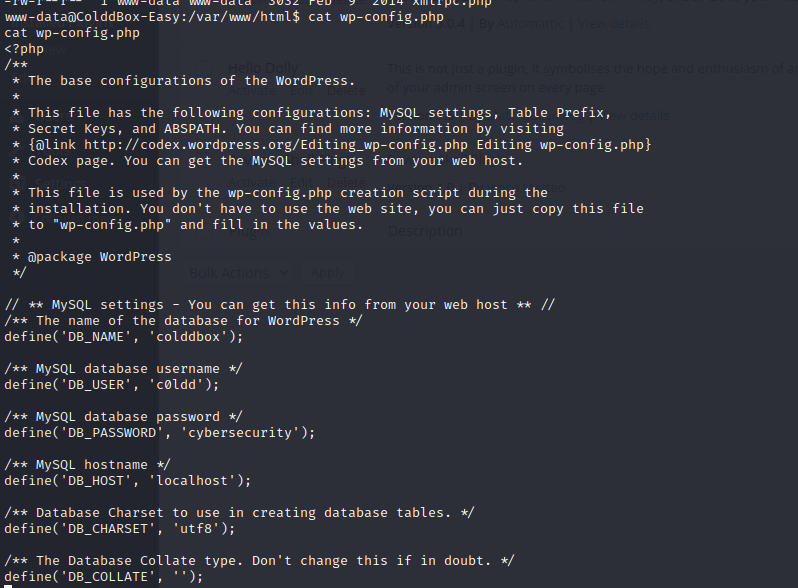 -rw-r--r-- 1 www-data www-data 3032 Feb 9 2014 xmlrpc.php
www-data@ColddBox-Easy:/var/www/html$ cat wp-config.php
cat wp-config.php
<?php
/**
 * The base configurations of the WordPress.
 *
 * This file has the following configurations: MySQL settings, Table Prefix,
 * Secret Keys, and ABSPATH. You can find more information by visiting
 * {@link http://codex.wordpress.org/Editing_wp-config.php Editing wp-config.php}
 * Codex page. You can get the MySQL settings from your web host.
 *
 * This file is used by the wp-config.php creation script during the
 * installation. You don't have to use the web site, you can just copy this file
 * to "wp-config.php" and fill in the values.
 *
 * @package WordPress
 */
// ** MySQL settings - You can get this info from your web host ** //
/** The name of the database for WordPress */
define('DB_NAME', 'colddbox');
/** MySQL database username */
define('DB_USER', 'c0ldd');
/** MySQL database password */
define('DB_PASSWORD', 'cybersecurity');
/** MySQL hostname */
define('DB_HOST', 'localhost');
/** Database Charset to use in creating database tables. */
define('DB_CHARSET', 'utf8');
/** The Database Collate type. Don't change this if in doubt. */
define('DB_COLLATE', '');
0.4 | By Automattic | View details
Hello Dolly
This is not just a plugin, it symbolises the hope and enthusiasm of
Activate Edit Delete
of your admin screen on every page.
details
Description
Bulk Actions
Apply